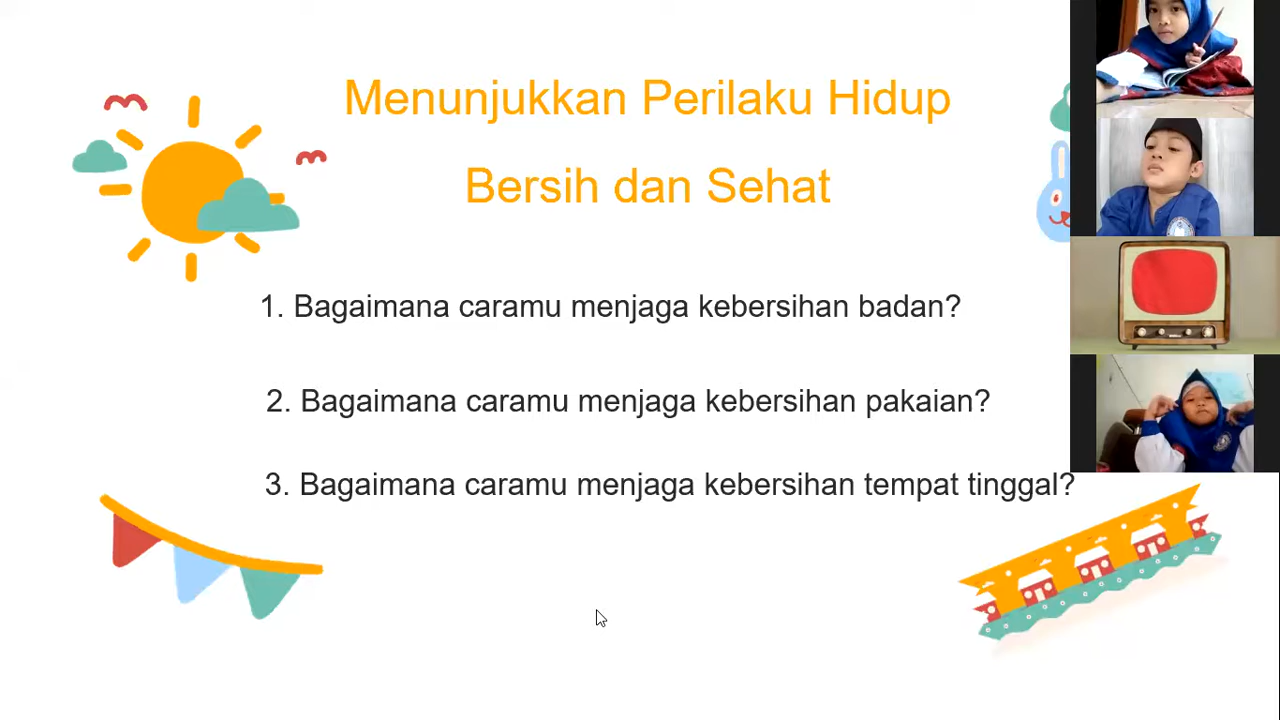 Menunjukkan Perilaku Hidup
Bersih dan Sehat
1. Bagaimana caramu menjaga kebersihan badan?
2. Bagaimana caramu menjaga kebersihan pakaian?
3. Bagaimana caramu menjaga kebersihan tempat tinggal?